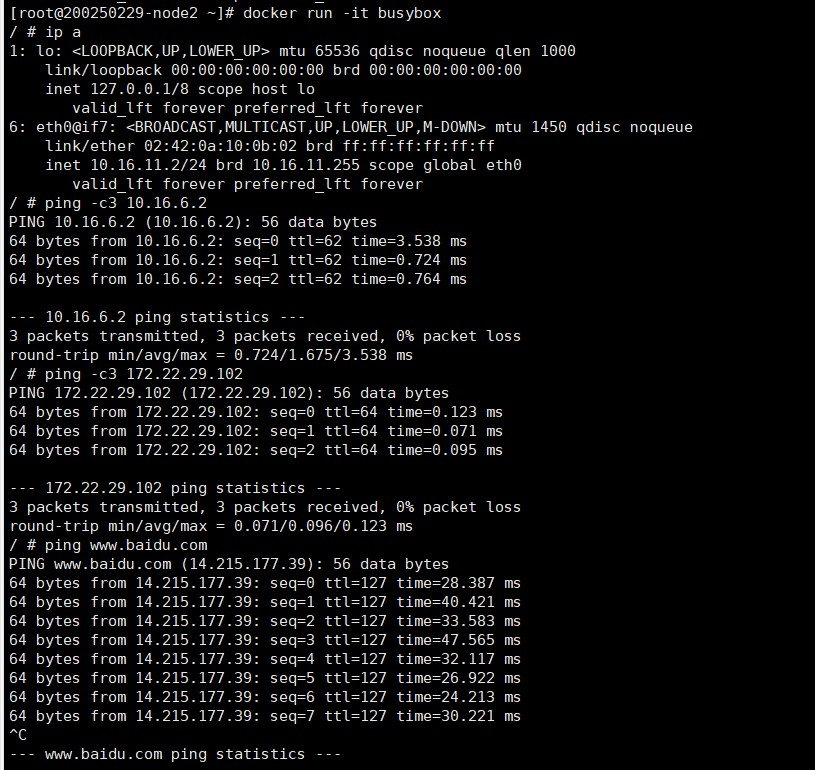 [root@200250229-node2 ~]# docker run -it busybox
/ # ip a
1: lo: <LOOPBACK,UP,LOWER_UP> mtu 65536 qdisc noqueue qlen 1000
    link/loopback 00:00:00:00:00:00 brd 00:00:00:00:00:00
    inet 127.0.0.1/8 scope host lo
       valid_lft forever preferred_lft forever
6: eth0@if7: <BROADCAST,MULTICAST,UP,LOWER_UP,M-DOWN> mtu 1450 qdisc noqueue
    link/ether 02:42:0a:10:0b:02 brd ff:ff:ff:ff:ff:ff
    inet 10.16.11.2/24 brd 10.16.11.255 scope global eth0
       valid_lft forever preferred_lft forever
/ # ping -c3 10.16.6.2
PING 10.16.6.2 (10.16.6.2): 56 data bytes
64 bytes from 10.16.6.2: seq=0 ttl=62 time=3.538 ms
64 bytes from 10.16.6.2: seq=1 ttl=62 time=0.724 ms
64 bytes from 10.16.6.2: seq=2 ttl=62 time=0.764 ms

--- 10.16.6.2 ping statistics ---
3 packets transmitted, 3 packets received, 0% packet loss
round-trip min/avg/max = 0.724/1.675/3.538 ms
/ # ping -c3 172.22.29.102
PING 172.22.29.102 (172.22.29.102): 56 data bytes
64 bytes from 172.22.29.102: seq=0 ttl=64 time=0.123 ms
64 bytes from 172.22.29.102: seq=1 ttl=64 time=0.071 ms
64 bytes from 172.22.29.102: seq=2 ttl=64 time=0.095 ms

--- 172.22.29.102 ping statistics ---
3 packets transmitted, 3 packets received, 0% packet loss
round-trip min/avg/max = 0.071/0.096/0.123 ms
/ # ping www.baidu.com
PING www.baidu.com (14.215.177.39): 56 data bytes
64 bytes from 14.215.177.39: seq=0 ttl=127 time=28.387 ms
64 bytes from 14.215.177.39: seq=1 ttl=127 time=40.421 ms
64 bytes from 14.215.177.39: seq=2 ttl=127 time=33.583 ms
64 bytes from 14.215.177.39: seq=3 ttl=127 time=47.565 ms
64 bytes from 14.215.177.39: seq=4 ttl=127 time=32.117 ms
64 bytes from 14.215.177.39: seq=5 ttl=127 time=26.922 ms
64 bytes from 14.215.177.39: seq=6 ttl=127 time=24.213 ms
64 bytes from 14.215.177.39: seq=7 ttl=127 time=30.221 ms
^C
--- www.baidu.com ping statistics ---